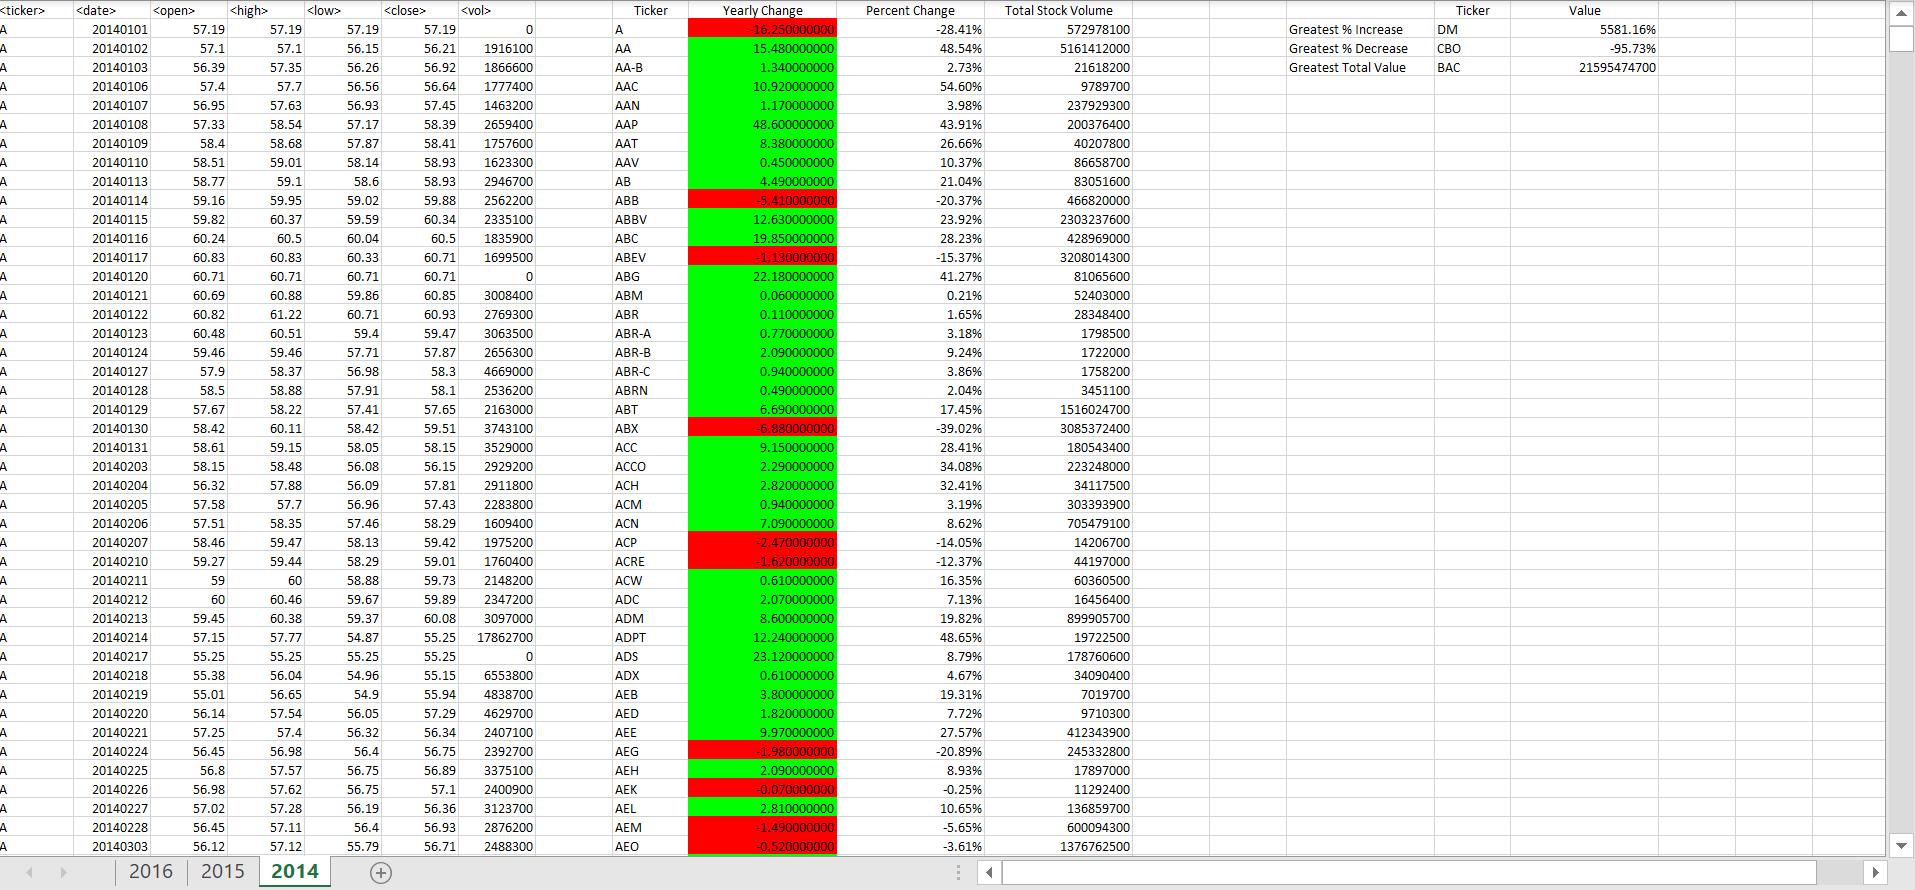 <ticker> <date> <open> <high> <low> <close> <vol> Ticker Yearly Change Percent Change Total Stock Volume Ticker Value
A 20140101 57.19 57.19 57.19 57.19 0 A -16.250000000 -28.41% 572978100 Greatest % Increase DM 5581.16%
A 20140102 57.1 57.1 56.15 56.21 1916100 AA 15.480000000 48.54% 5161412000 Greatest % Decrease CBO -95.73%
A 20140103 56.39 57.35 56.26 56.92 1866600 AA-B 1.340000000 2.73% 21618200 Greatest Total Value BAC 21595474700
A 20140106 57.4 57.7 56.56 56.64 1777400 AAC 10.920000000 54.60% 9789700
A 20140107 56.95 57.63 56.93 57.45 1463200 AAN 1.170000000 3.98% 237929300
A 20140108 57.33 58.54 57.17 58.39 2659400 AAP 48.600000000 43.91% 200376400
A 20140109 58.4 58.68 57.87 58.41 1757600 AAT 8.380000000 26.66% 40207800
A 20140110 58.51 59.01 58.14 58.93 1623300 AAV 0.450000000 10.37% 86658700
A 20140113 58.77 59.1 58.6 58.93 2946700 AB 4.490000000 21.04% 83051600
A 20140114 59.16 59.95 59.02 59.88 2562200 ABB -5.410000000 -20.37% 466820000
A 20140115 59.82 60.37 59.59 60.34 2335100 ABBV 12.630000000 23.92% 2303237600
A 20140116 60.24 60.5 60.04 60.5 1835900 ABC 19.850000000 28.23% 428969000
A 20140117 60.83 60.83 60.33 60.71 1699500 ABEV -1.130000000 -15.37% 3208014300
A 20140120 60.71 60.71 60.71 60.71 0 ABG 22.180000000 41.27% 81065600
A 20140121 60.69 60.88 59.86 60.85 3008400 ABM 0.060000000 0.21% 52403000
A 20140122 60.82 61.22 60.71 60.93 2769300 ABR 0.110000000 1.65% 28348400
A 20140123 60.48 60.51 59.4 59.47 3063500 ABR-A 0.770000000 3.18% 1798500
A 20140124 59.46 59.46 57.71 57.87 2656300 ABR-B 2.090000000 9.24% 1722000
A 20140127 57.9 58.37 56.98 58.3 4669000 ABR-C 0.940000000 3.86% 1758200
A 20140128 58.5 58.88 57.91 58.1 2536200 ABRN 0.490000000 2.04% 3451100
A 20140129 57.67 58.22 57.41 57.65 2163000 ABT 6.690000000 17.45% 1516024700
A 20140130 58.42 60.11 58.42 59.51 3743100 ABX -6.880000000 -39.02% 3085372400
A 20140131 58.61 59.15 58.05 58.15 3529000 ACC 9.150000000 28.41% 180543400
A 20140203 58.15 58.48 56.08 56.15 2929200 ACCO 2.290000000 34.08% 223248000
A 20140204 56.32 57.88 56.09 57.81 2911800 ACH 2.820000000 32.41% 34117500
A 20140205 57.58 57.7 56.96 57.43 2283800 ACM 0.940000000 3.19% 303393900
A 20140206 57.51 58.35 57.46 58.29 1609400 ACN 7.090000000 8.62% 705479100
A 20140207 58.46 59.47 58.13 59.42 1975200 ACP -2.470000000 -14.05% 14206700
A 20140210 59.27 59.44 58.29 59.01 1760400 ACRE -1.620000000 -12.37% 44197000
A 20140211 59 60 58.88 59.73 2148200 ACW 0.610000000 16.35% 60360500
A 20140212 60 60.46 59.67 59.89 2347200 ADC 2.070000000 7.13% 16456400
A 20140213 59.45 60.38 59.37 60.08 3097000 ADM 8.600000000 19.82% 899905700
A 20140214 57.15 57.77 54.87 55.25 17862700 ADPT 12.240000000 48.65% 19722500
A 20140217 55.25 55.25 55.25 55.25 0 ADS 23.120000000 8.79% 178760600
A 20140218 55.38 56.04 54.96 55.15 6553800 ADX 0.610000000 4.67% 34090400
A 20140219 55.01 56.65 54.9 55.94 4838700 AEB 3.800000000 19.31% 7019700
A 20140220 56.14 57.54 56.05 57.29 4629700 AED 1.820000000 7.72% 9710300
A 20140221 57.25 57.4 56.32 56.34 2407100 AEE 9.970000000 27.57% 412343900
A 20140224 56.45 56.98 56.4 56.75 2392700 AEG -1.980000000 -20.89% 245332800
A 20140225 56.8 57.57 56.75 56.89 3375100 AEH 2.090000000 8.93% 17897000
A 20140226 56.98 57.62 56.75 57.1 2400900 AEK -0.070000000 -0.25% 11292400
A 20140227 57.02 57.28 56.19 56.36 3123700 AEL 2.810000000 10.65% 136859700
A 20140228 56.45 57.11 56.4 56.93 2876200 AEM -1.490000000 -5.65% 600094300
A 20140303 56.12 57.12 55.79 56.71 2488300 AEO -0.520000000 -3.61% 1376762500
2016 2015 2014